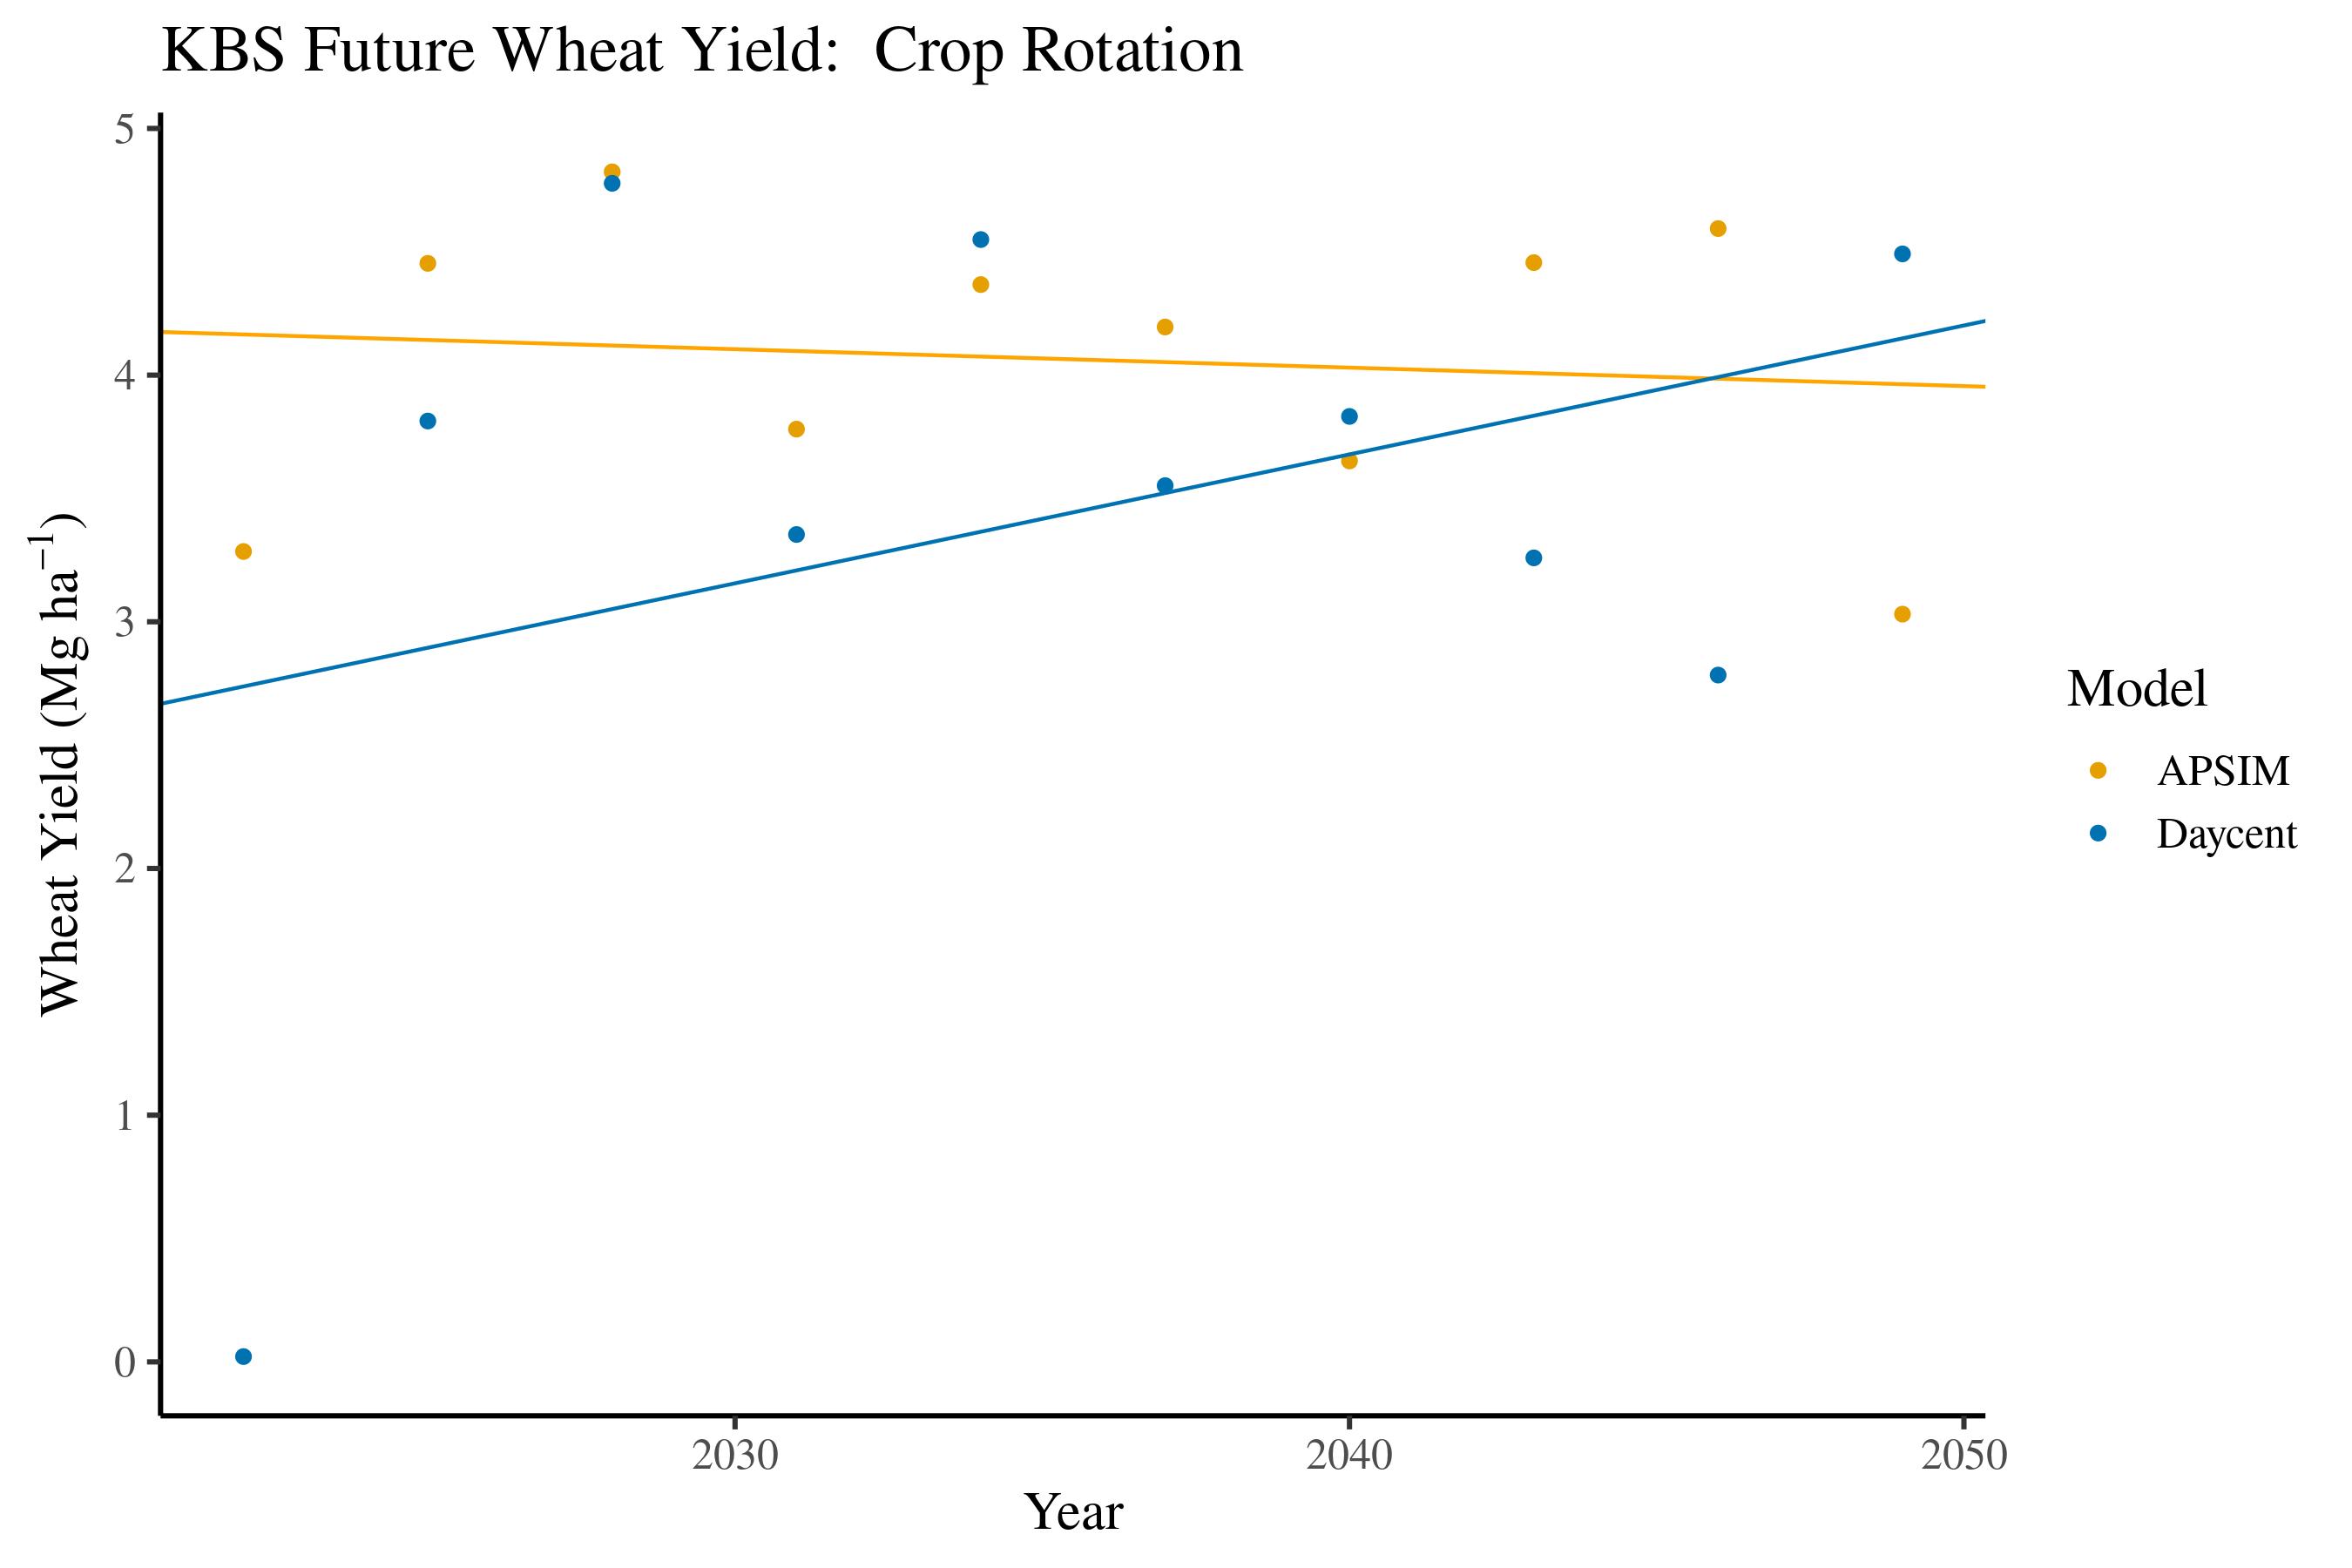 KBS Future Wheat Yield:  Crop Rotation
5
4
3
2
1
0
Wheat Yield (Mg ha⁻¹)
2030
2040
2050
Year
Model
APSIM
Daycent